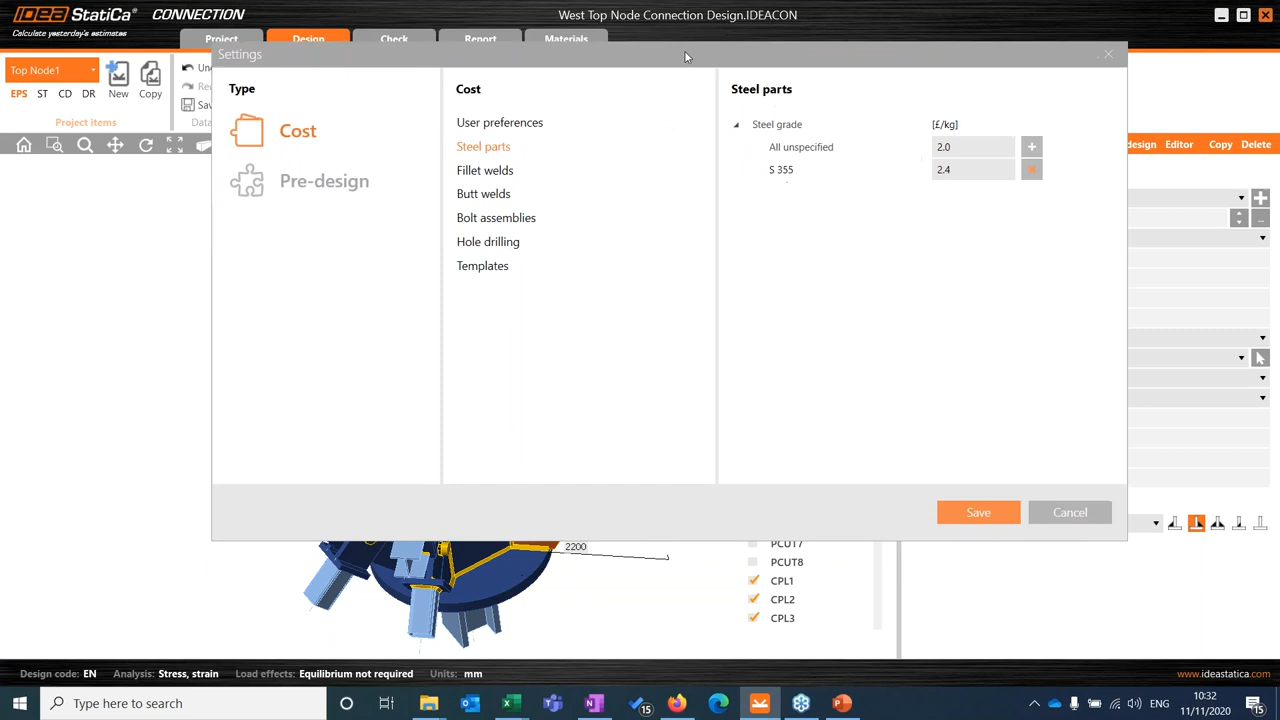 IDEA StatiCa® CONNECTION
Calculate yesterday's estimates
West Top Node Connection Design.IDEACON
Project Design Check Report Materials
Settings
Top Node1
EPS ST CD DR
New Copy
Project items
Type
Cost
Pre-design
Cost
User preferences
Steel parts
Fillet welds
Butt welds
Bolt assemblies
Hole drilling
Templates
Steel parts
Steel grade [£/kg]
All unspecified 2.0
S 355 2.4
Save Cancel
Editor Copy Delete
2200
PCUT7
PCUT8
CPL1
CPL2
CPL3
Design code: EN Analysis: Stress, strain Load effects: Equilibrium not required Units: mm
www.ideastatica.com
Type here to search
15
ENG
10:32
11/11/2020
15